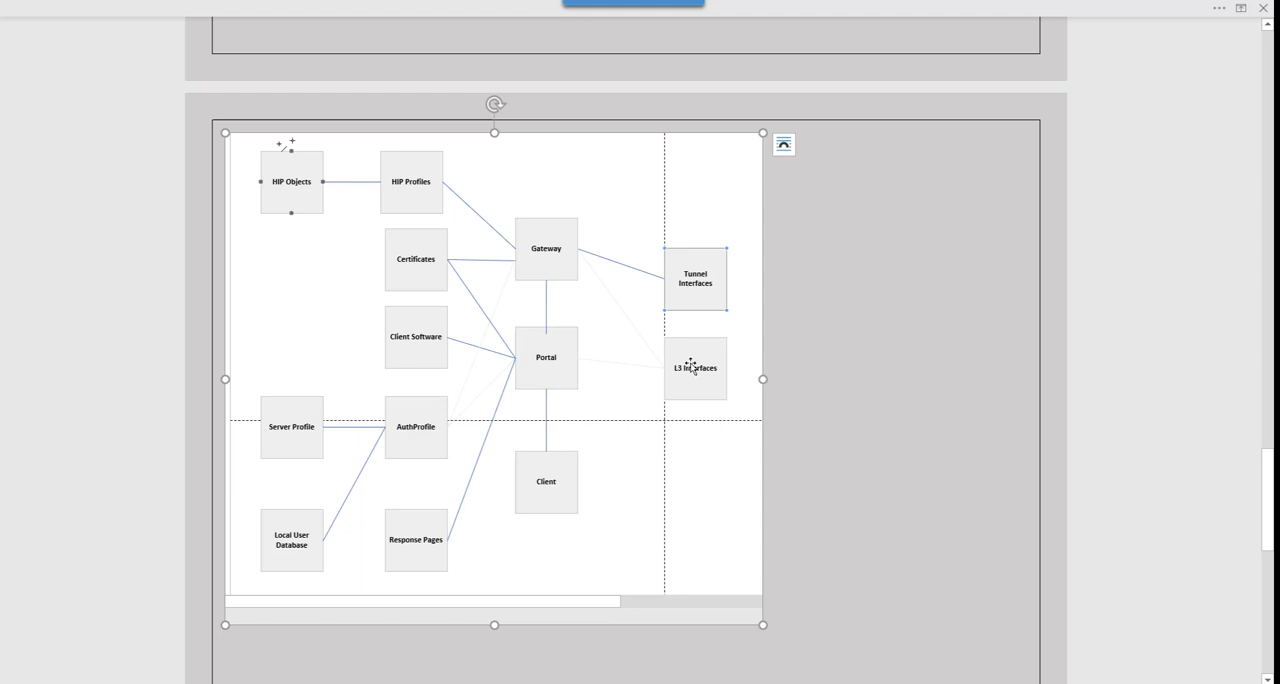 HIP Objects
HIP Profiles
Gateway
Certificates
Tunnel
Interfaces
Client Software
Portal
L3 Interfaces
Server Profile
AuthProfile
Client
Local User
Database
Response Pages